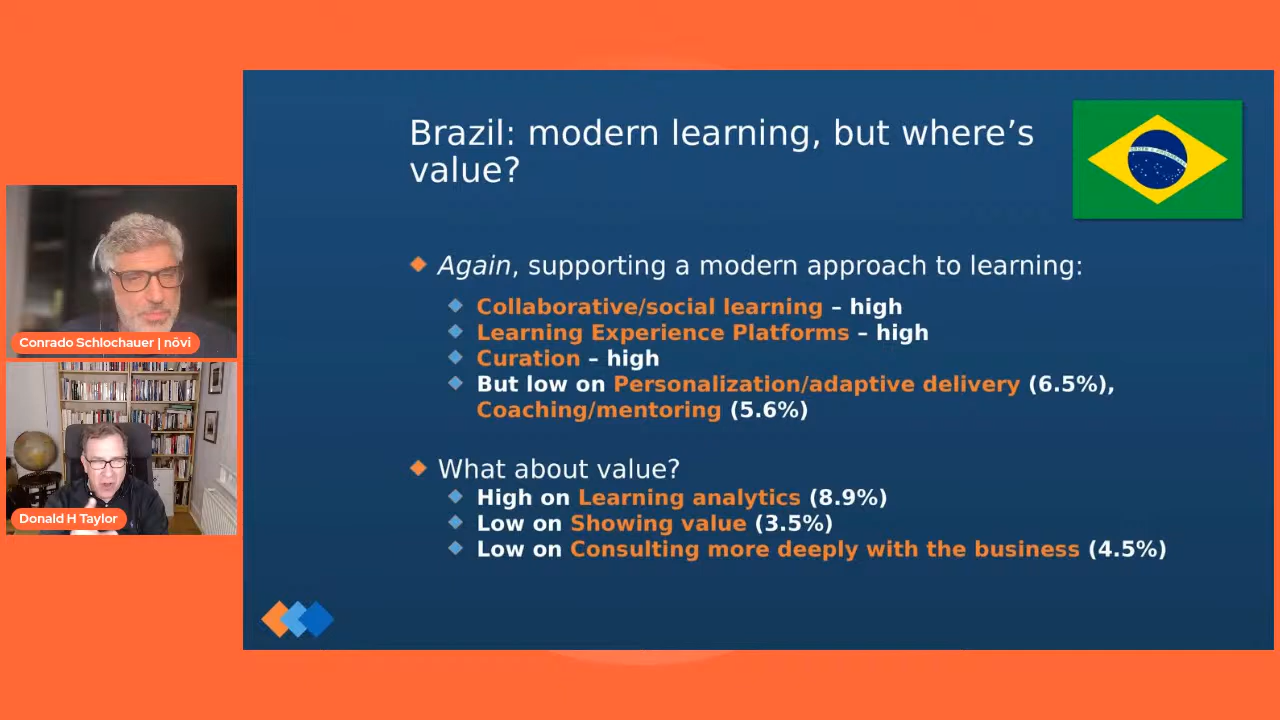 Brazil: modern learning, but where’s
value?
Again, supporting a modern approach to learning:
Collaborative/social learning – high
Learning Experience Platforms – high
Curation – high
But low on Personalization/adaptive delivery (6.5%),
Coaching/mentoring (5.6%)
What about value?
High on Learning analytics (8.9%)
Low on Showing value (3.5%)
Low on Consulting more deeply with the business (4.5%)
Conrado Schlochauer | nōvi
Donald H Taylor